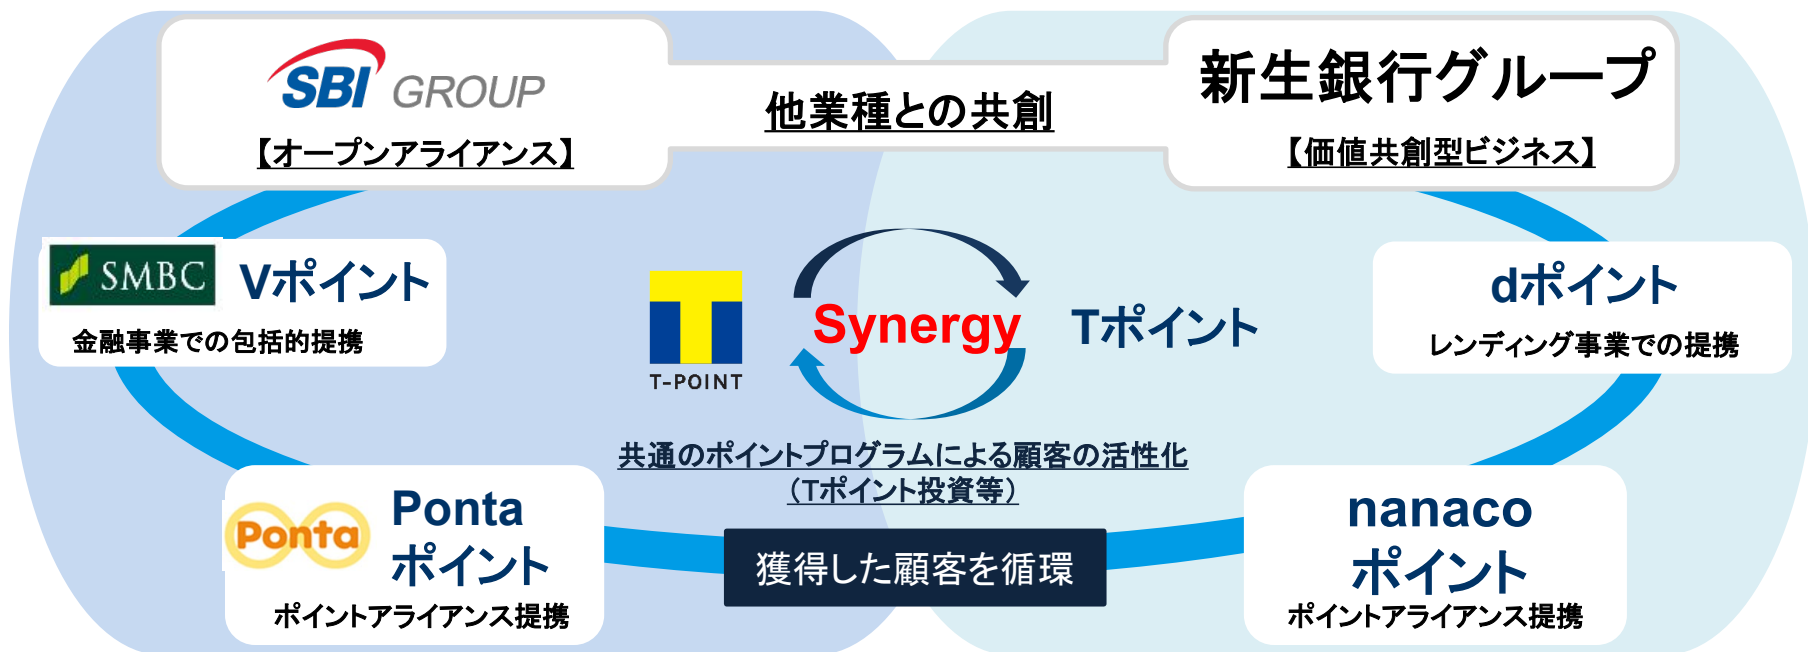 SBI GROUP
【オープンアライアンス】
他業種との共創
新生銀行グループ
【価値共創型ビジネス】
SMBC Vポイント
金融事業での包括的提携
T-POINT
Synergy
Tポイント
dポイント
レンディング事業での提携
共通のポイントプログラムによる顧客の活性化
（Tポイント投資等）
Ponta
Ponta
ポイント
ポイントアライアンス提携
獲得した顧客を循環
nanaco
ポイント
ポイントアライアンス提携